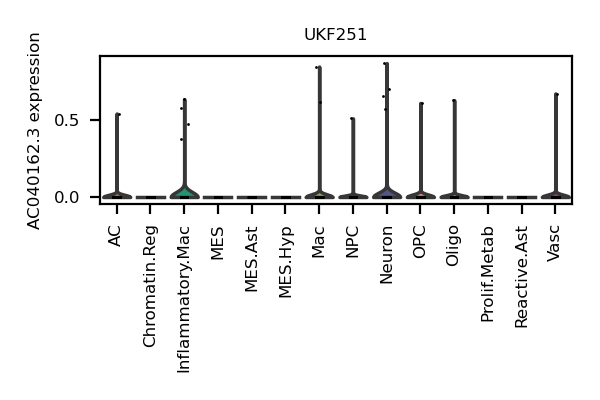 UKF251
AC040162.3 expression
0.5
0.0
AC
Chromatin.Reg
Inflammatory.Mac
MES
MES.Ast
MES.Hyp
Mac
NPC
Neuron
OPC
Oligo
Prolif.Metab
Reactive.Ast
Vasc